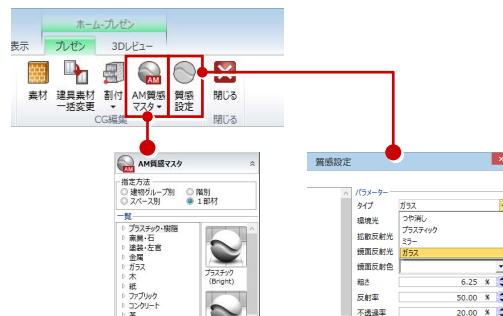 ホーム-プレゼン
表示 プレゼン 3Dレビュー
素材 建具素材一括変更 割付 AM質感マスタ 質感設定 閉じる
CG編集 閉じる
AM質感マスタ
指定方法
建物グループ別 階別
スペース別 1部材
一覧
プラスチック・樹脂
窯業・石
塗装・左官
金属
ガラス
木
紙
ファブリック
コンクリート
革
プラスチック
(Bright)
質感設定
パラメーター
タイプ ガラス
環境光 つや消し
拡散反射光 プラスティック
ミラー
鏡面反射光 ガラス
鏡面反射色
粗さ 6.25 %
反射率 50.00 %
不透過率 20.00 %